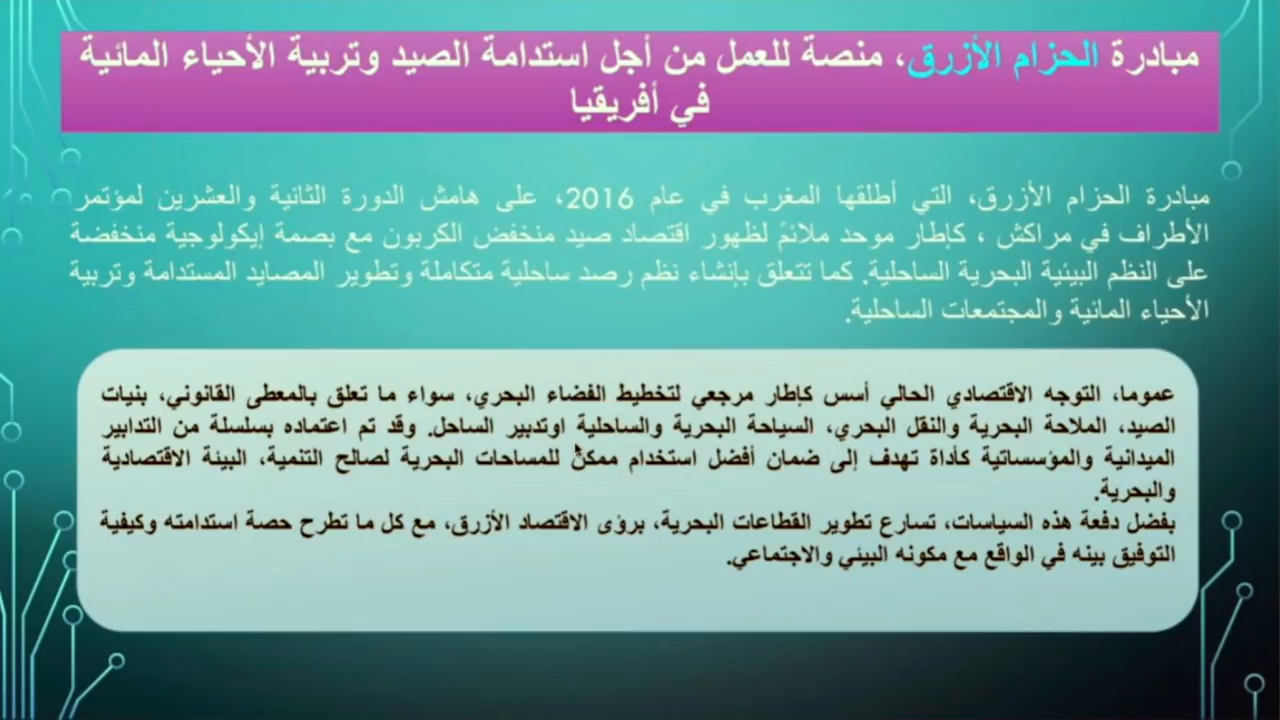 مبادرة الحزام الأزرق، منصة للعمل من أجل استدامة الصيد وتربية الأحياء المائية
في أفريقيا
مبادرة الحزام الأزرق، التي أطلقها المغرب في عام 2016، على هامش الدورة الثانية والعشرين لمؤتمر
الأطراف في مراكش ، كإطار موحد ملائمً لظهور اقتصاد صيد منخفض الكربون مع بصمة إيكولوجية منخفضة
على النظم البيئية البحرية الساحلية. كما تتعلق بإنشاء نظم رصد ساحلية متكاملة وتطوير المصايد المستدامة وتربية
الأحياء المائية والمجتمعات الساحلية.
عموما، التوجه الاقتصادي الحالي أسس كإطار مرجعي لتخطيط الفضاء البحري، سواء ما تعلق بالمعطى القانوني، بنيات
الصيد، الملاحة البحرية والنقل البحري، السياحة البحرية والساحلية اوتدبير الساحل. وقد تم اعتماده بسلسلة من التدابير
الميدانية والمؤسساتية كأداة تهدف إلى ضمان أفضل استخدام ممكن للمساحات البحرية لصالح التنمية، البيئة الاقتصادية
والبحرية.
بفضل دفعة هذه السياسات، تسارع تطوير القطاعات البحرية، برؤى الاقتصاد الأزرق، مع كل ما تطرح حصة استدامته وكيفية
التوفيق بينه في الواقع مع مكونه البيئي والاجتماعي.